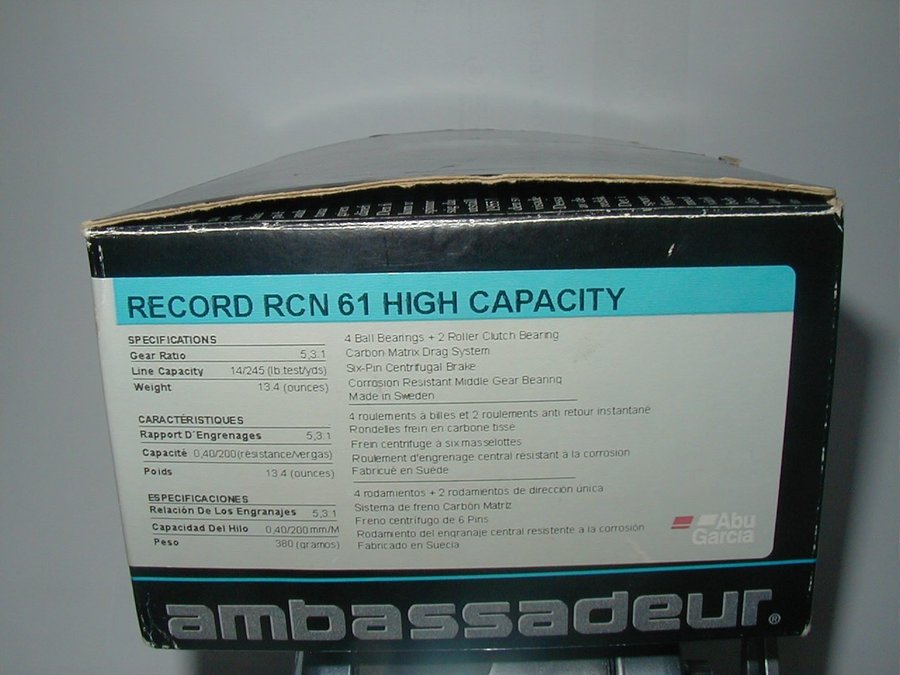 RECORD RCN 61 HIGH CAPACITY
SPECIFICATIONS
Gear Ratio 5,3.1
Line Capacity 14/245 (lb.test/yds)
Weight 13.4 (ounces)
4 Ball Bearings + 2 Roller Clutch Bearing
Carbon Matrix Drag System
Six-Pin Centrifugal Brake
Corrosion Resistant Middle Gear Bearing
Made in Sweden
CARACTÉRISTIQUES
Rapport D'Engrenages 5,3.1
Capacité 0,40/200(résistance/vergas)
Poids 13.4 (ounces)
4 roulements à billes et 2 roulements anti retour instantané
Rondelles frein en carbone tissé
Frein centrifuge à six masselottes
Roulement d'engrenage central résistant à la corrosion
Fabricué en Suède
ESPECIFICACIONES
Relación De Los Engranajes 5,3.1
Capacidad Del Hilo 0,40/200 mm/M
Peso 380 (gramos)
4 rodamientos + 2 rodamientos de dirección única
Sistema de freno Carbon Matriz
Freno centrífugo de 6 Pins
Rodamiento del engranaje central resistente a la corrosión
Fabricado en Suecia
Abu
Garcia
ambassadeur®